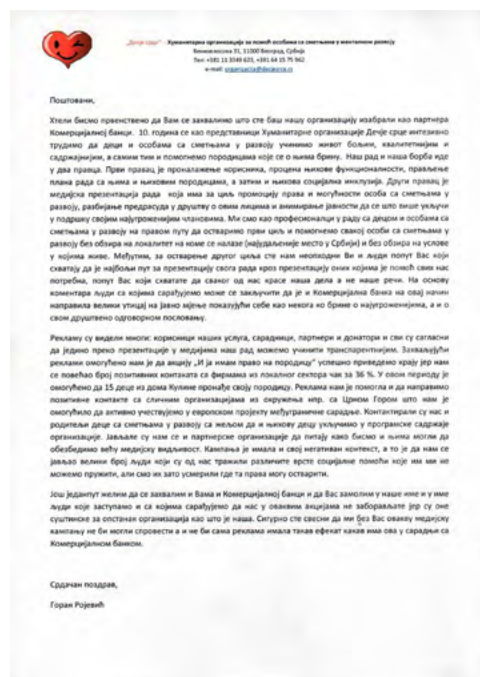 „Дечје срце“ - Хуманитарна организација за помоћ особама са сметњама у менталном развоју
11000 Београд, Србија
e-mail:
Поштовани,
Хтели бисмо првенствено да Вам се захвалимо што сте баш нашу организацију изабрали као партнера
Комерцијалној банци. 10. година се као представници Хуманитарне организације Дечје срце интезивно
трудимо да деци и особама са сметњама у развоју учинимо живот бољим, квалитетнијим и
садржајнијим, а самим тим и помогнемо породицама које се о њима брину. Наш рад и наша борба иде
у два правца. Први правац је проналажење корисника, процена њихове функционалности, прављење
плана рада са њима и њиховим породицама, а затим и њихова социјална инклузија. Други правац је
медијска презентација рада која има за циљ промоцију права и могућности особа са сметњама у
развоју, разбијање предрасуда у друштву о овим лицима и анимирање јавности да се што више укључи
у подршку својим најугроженијим члановима. Ми смо као професионалци у раду са децом и особама са
сметњама у развоју на правом путу да остваримо први циљ и помогнемо свакој особи са сметњама у
развоју без обзира на локалитет на коме се налазе (најудаљеније место у Србији) и без обзира на услове
у којима живе. Међутим, за остварење другог циља сте нам неопходни Ви и људи попут Вас који
схватају да је најбољи пут за презентацију свога рада кроз презентацију оних којима је помоћ свих нас
потребна, попут Вас који схватате да сваког од нас красе наша дела а не наше речи. На основу
коментара људи са којима сарађујемо може се закључити да је и Комерцијална банка на овај начин
направила велики утицај на јавно мјење показујући себе као некога ко брине о најугроженијема, а и о
свом друштвено одговорном пословању.
Рекламу су видели многи: корисници наших услуга, сарадници, партнери и донатори и сви су сагласни
да једино преко презентације у медијима наш рад можемо учинити транспарентнијим. Захваљујући
реклами омогућено нам је да акцију „И ја имам право на породицу“ успешно приведемо крају јер нам
се повећао број позитивних контаката са фирмама из локалног сектора чак за 36 %. У овом периоду је
омогућено да 15 деце из дома Кулине пронађе своју породицу. Реклама нам је помогла и да направимо
позитивне контакте са сличним организацијама из окружења нпр. са Црном Гором што нам је
омогућило да активно учествујемо у европском пројекту међуграничне сарадње. Контактирали су нас и
родитељи деце са сметњама у развоју са жељом да и њихову децу укључимо у програмске садржаје
организације. Јављале су нам се и партнерске организације да питају како бисмо и њима могли да
обезбедимо већу медијску видљивост. Кампања је имала и свој негативан контекст, а то је да нам се
јављао велики број људи који су од нас тражили различите врсте социјалне помоћи које им ми не
можемо пружити, али смо их зато усмерили где та права могу остварити.
Још једанпут желим да се захвалим и Вама и Комерцијалној банци и да Вас замолим у наше име и у име
људи које заступамо и са којима сарађујемо да нас у оваквим акцијама не заборављате јер су оне
суштинске за опстанак организација као што је наша. Сигурно сте свесни да ми без Вас овакву медијску
кампању не би могли спровести а и не би сама реклама имала такав ефекат какав има ова у сарадњи са
Комерцијалном банком.
Срдачан поздрав,
Горан Ројевић